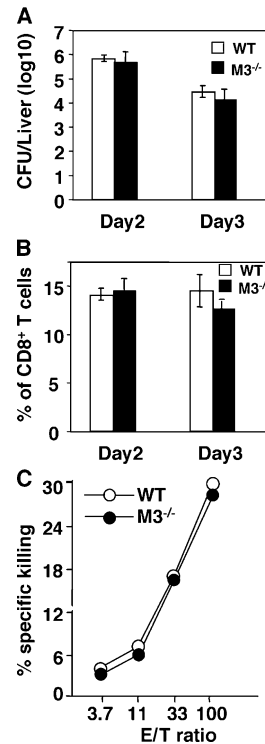 A
CFU/Liver (log10)
7
6
5
4
3
2
1
0
WT
M3-/-
Day2 Day3
B
% of CD8+ T cells
15
10
5
0
WT
M3-/
Day2 Day3
C
% specific killing
30
24
18
12
6
0
WT
M3-/-
3.7 11 33 100
E/T ratio